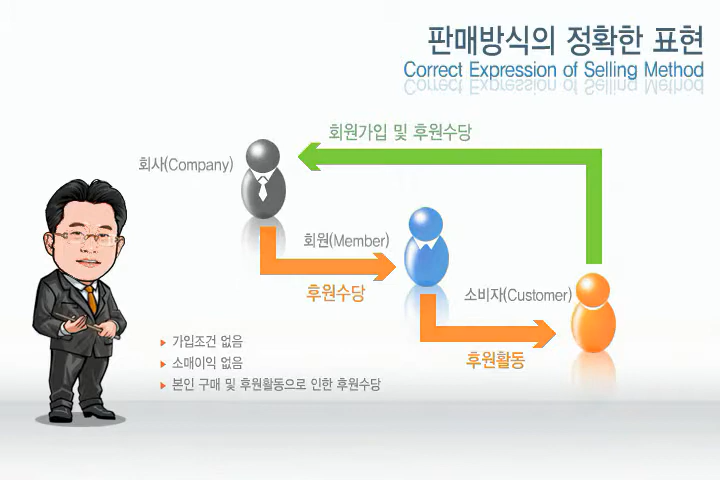 판매방식의 정확한 표현
Correct Expression of Selling Method
회원가입 및 후원수당
회사(Company)
회원(Member)
후원수당
소비자(Customer)
후원활동
▶ 가입조건 없음
▶ 소매이익 없음
▶ 본인 구매 및 후원활동으로 인한 후원수당